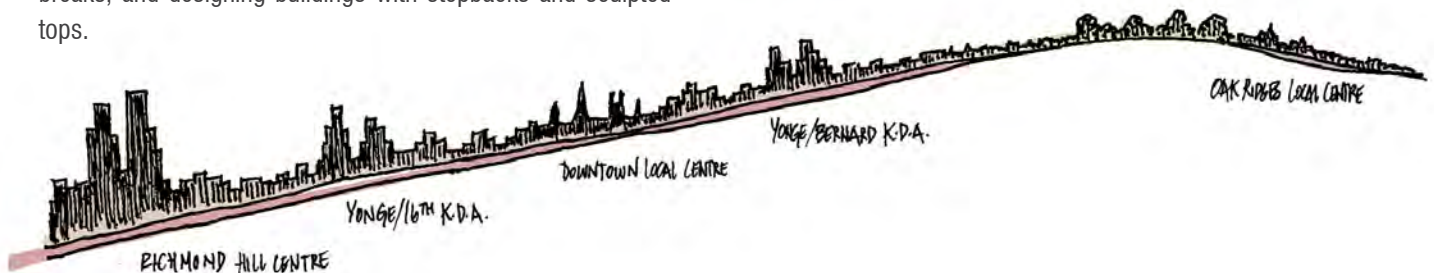 breaks, and designing buildings with stepbacks and sculpted
tops.
OAK RIDGES LOCAL CENTRE
YONGE/BERNARD K.D.A.
DOWNTOWN LOCAL CENTRE
YONGE/16TH K.D.A.
RICHMOND HILL CENTRE